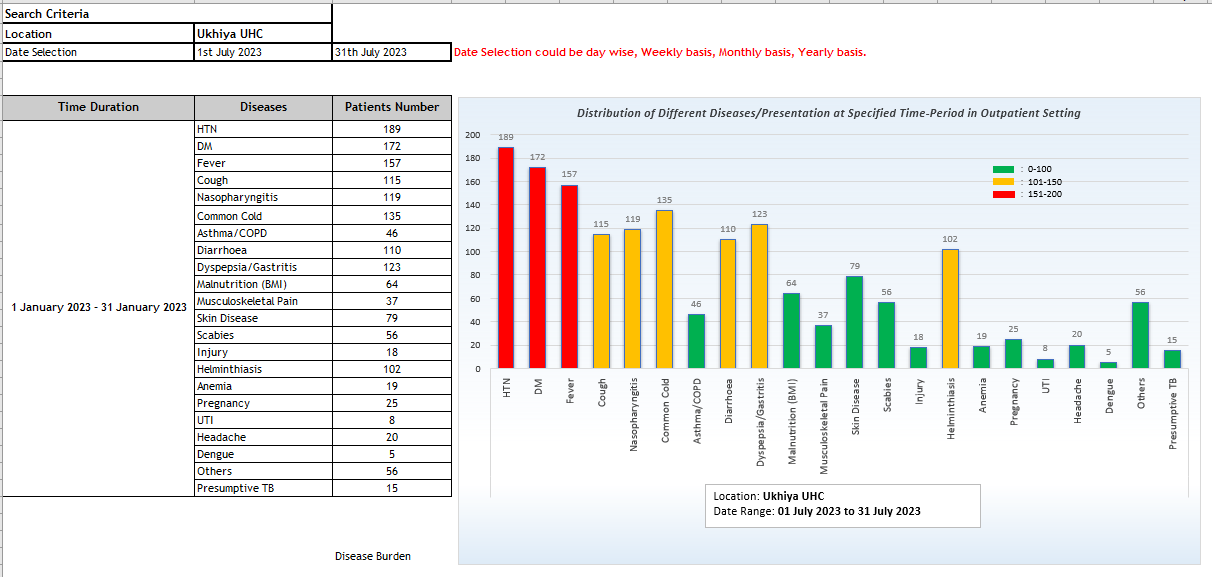 Search Criteria
Location Ukhiya UHC
Date Selection 1st July 2023 31th July 2023 Date Selection could be day wise, Weekly basis, Monthly basis, Yearly basis.
Time Duration Diseases Patients Number
1 January 2023 - 31 January 2023
HTN 189
DM 172
Fever 157
Cough 115
Nasopharyngitis 119
Common Cold 135
Asthma/COPD 46
Diarrhoea 110
Dyspepsia/Gastritis 123
Malnutrition (BMI) 64
Musculoskeletal Pain 37
Skin Disease 79
Scabies 56
Injury 18
Helminthiasis 102
Anemia 19
Pregnancy 25
UTI 8
Headache 20
Dengue 5
Others 56
Presumptive TB 15
Disease Burden
Distribution of Different Diseases/Presentation at Specified Time-Period in Outpatient Setting
200
180
160
140
120
100
80
60
40
20
0
189 172 157 115 119 135 46 110 123 64 37 79 56 18 102 19 25 8 20 5 56 15
: 0-100
: 101-150
: 151-200
HTN
DM
Fever
Cough
Nasopharyngitis
Common Cold
Asthma/COPD
Diarrhoea
Dyspepsia/Gastritis
Malnutrition (BMI)
Musculoskeletal Pain
Skin Disease
Scabies
Injury
Helminthiasis
Anemia
Pregnancy
UTI
Headache
Dengue
Others
Presumptive TB
Location: Ukhiya UHC
Date Range: 01 July 2023 to 31 July 2023